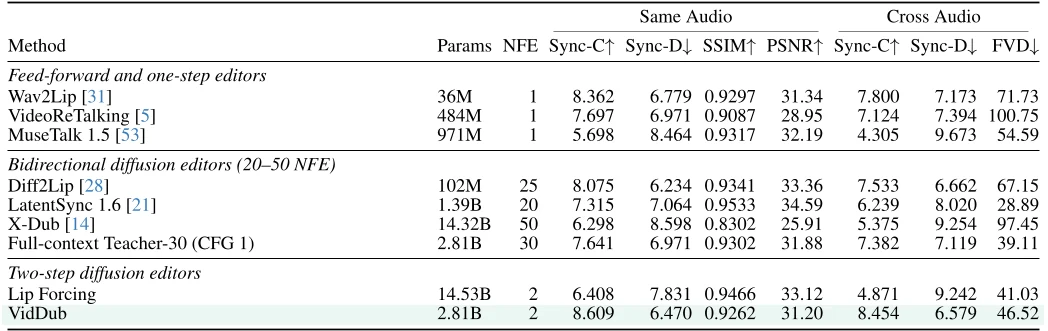 Same Audio Cross Audio
Method Params NFE Sync-C↑ Sync-D↓ SSIM↑ PSNR↑ Sync-C↑ Sync-D↓ FVD↓
Feed-forward and one-step editors
Wav2Lip [31] 36M 1 8.362 6.779 0.9297 31.34 7.800 7.173 71.73
VideoReTalking [5] 484M 1 7.697 6.971 0.9087 28.95 7.124 7.394 100.75
MuseTalk 1.5 [53] 971M 1 5.698 8.464 0.9317 32.19 4.305 9.673 54.59
Bidirectional diffusion editors (20–50 NFE)
Diff2Lip [28] 102M 25 8.075 6.234 0.9341 33.36 7.533 6.662 67.15
LatentSync 1.6 [21] 1.39B 20 7.315 7.064 0.9533 34.59 6.239 8.020 28.89
X-Dub [14] 14.32B 50 6.298 8.598 0.8302 25.91 5.375 9.254 97.45
Full-context Teacher-30 (CFG 1) 2.81B 30 7.641 6.971 0.9302 31.88 7.382 7.119 39.11
Two-step diffusion editors
Lip Forcing 14.53B 2 6.408 7.831 0.9466 33.12 4.871 9.242 41.03
VidDub 2.81B 2 8.609 6.470 0.9262 31.20 8.454 6.579 46.52